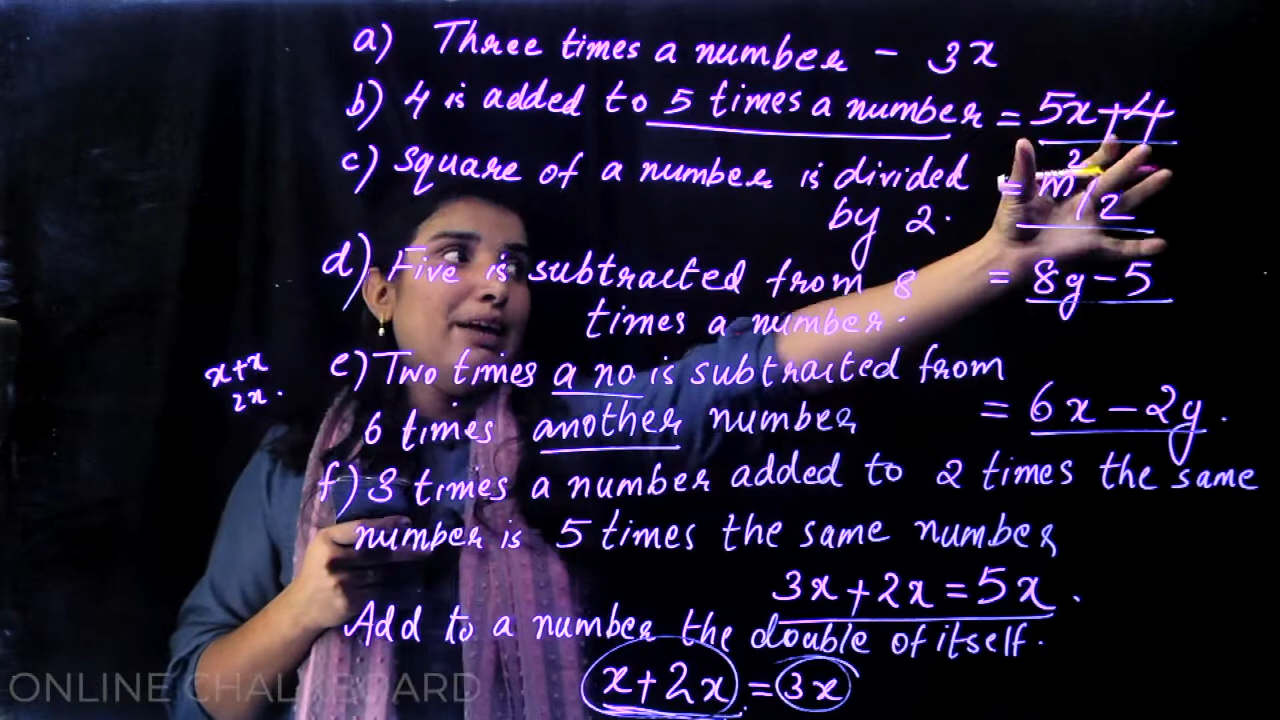 a) Three times a number - 3x
b) 4 is added to 5 times a number = 5x+4
c) Square of a number is divided = m²/2
by 2.
d) Five is subtracted from 8 = 8y-5
times a number.
x+x
2x.
e) Two times a no is subtracted from
6 times another number = 6x-2y.
f) 3 times a number added to 2 times the same
number is 5 times the same number
3x+2x=5x.
Add to a number the double of itself.
x+2x = 3x
ONLINE CHALKBOARD